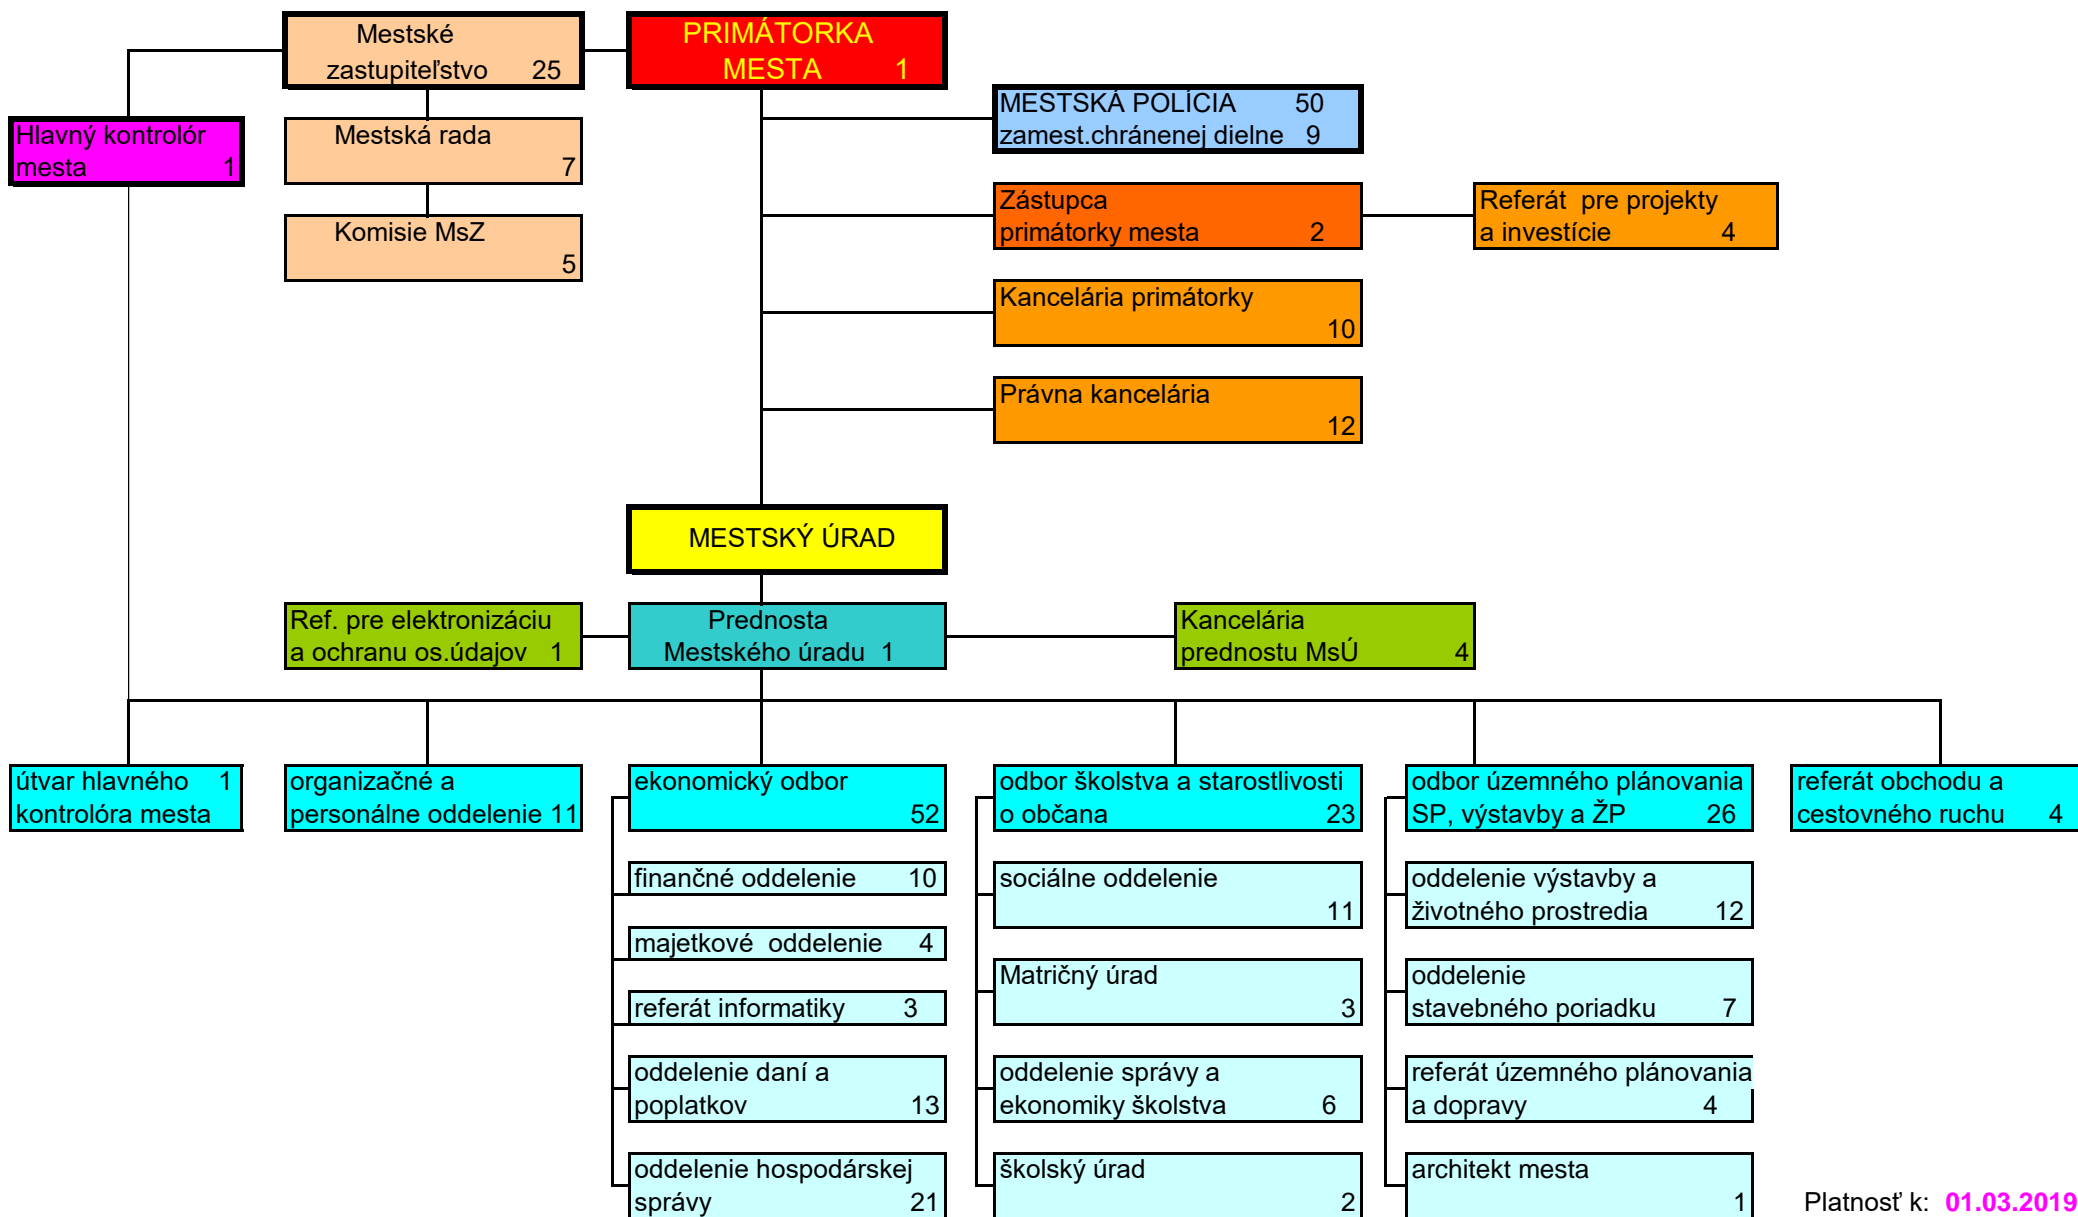 Mestské
zastupiteľstvo 25
PRIMÁTORKA
MESTA 1
MESTSKÁ POLÍCIA 50
zamest.chránenej dielne 9
Hlavný kontrolór
mesta 1
Mestská rada
7
Zástupca
primátorky mesta 2
Referát pre projekty
a investície 4
Komisie MsZ
5
Kancelária primátorky
10
Právna kancelária
12
MESTSKÝ ÚRAD
Ref. pre elektronizáciu
a ochranu os.údajov 1
Prednosta
Mestského úradu 1
Kancelária
prednostu MsÚ 4
útvar hlavného 1
kontrolóra mesta
organizačné a
personálne oddelenie 11
ekonomický odbor
52
odbor školstva a starostlivosti
o občana 23
odbor územného plánovania
SP, výstavby a ŽP 26
referát obchodu a
cestovného ruchu 4
finančné oddelenie 10
majetkové oddelenie 4
referát informatiky 3
oddelenie daní a
poplatkov 13
oddelenie hospodárskej
správy 21
sociálne oddelenie
11
Matričný úrad
3
oddelenie správy a
ekonomiky školstva 6
školský úrad
2
oddelenie výstavby a
životného prostredia 12
oddelenie
stavebného poriadku 7
referát územného plánovania
a dopravy 4
architekt mesta
1
Platnosť k: 01.03.2019